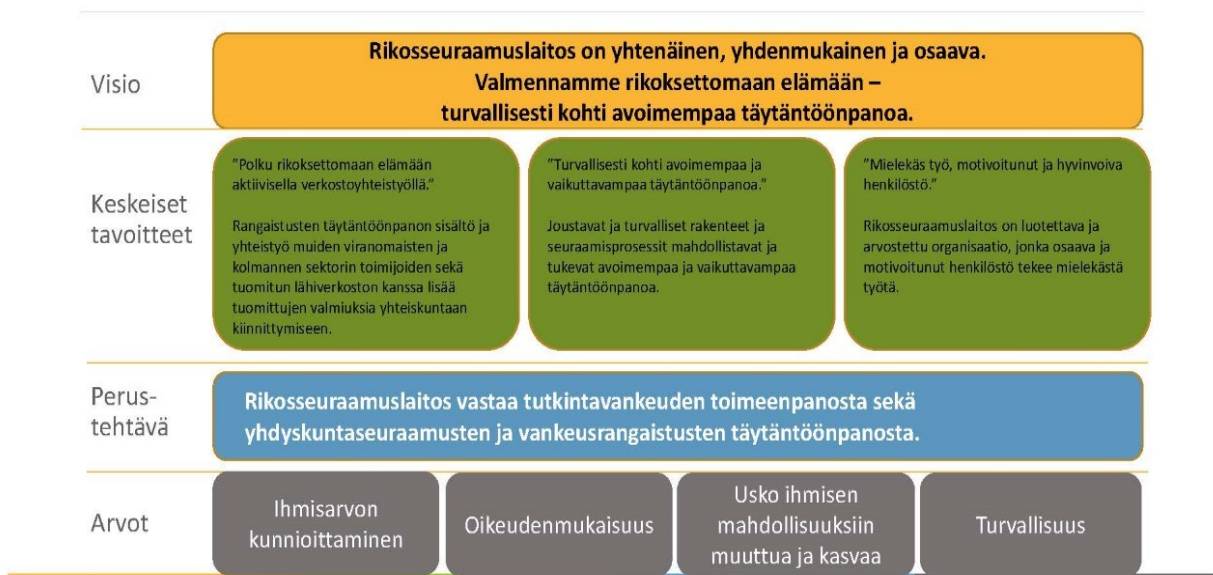 Visio
Rikosseuraamuslaitos on yhtenäinen, yhdenmukainen ja osaava.
Valmennamme rikoksettomaan elämään –
turvallisesti kohti avoimempaa täytäntöönpanoa.
Keskeiset
tavoitteet
”Polku rikoksettomaan elämään
aktiivisella verkostoyhteistyöllä.”
Rangaistusten täytäntöönpanon sisältö ja
yhteistyö muiden viranomaisten ja
kolmannen sektorin toimijoiden sekä
tuomitun lähiverkoston kanssa lisää
tuomittujen valmiuksia yhteiskuntaan
kiinnittymiseen.
”Turvallisesti kohti avoimempaa ja
vaikuttavampaa täytäntöönpanoa.”
Joustavat ja turvalliset rakenteet ja
seuraamisprosessit mahdollistavat ja
tukevat avoimempaa ja vaikuttavampaa
täytäntöönpanoa.
”Mielekäs työ, motivoitunut ja hyvinvoiva
henkilöstö.”
Rikosseuraamuslaitos on luotettava ja
arvostettu organisaatio, jonka osaava ja
motivoitunut henkilöstö tekee mielekästä
työtä.
Perus-
tehtävä
Rikosseuraamuslaitos vastaa tutkintavankeuden toimeenpanosta sekä
yhdyskuntaseuraamusten ja vankeusrangaistusten täytäntöönpanosta.
Arvot
Ihmisarvon
kunnioittaminen
Oikeudenmukaisuus
Usko ihmisen
mahdollisuuksiin
muuttua ja kasvaa
Turvallisuus